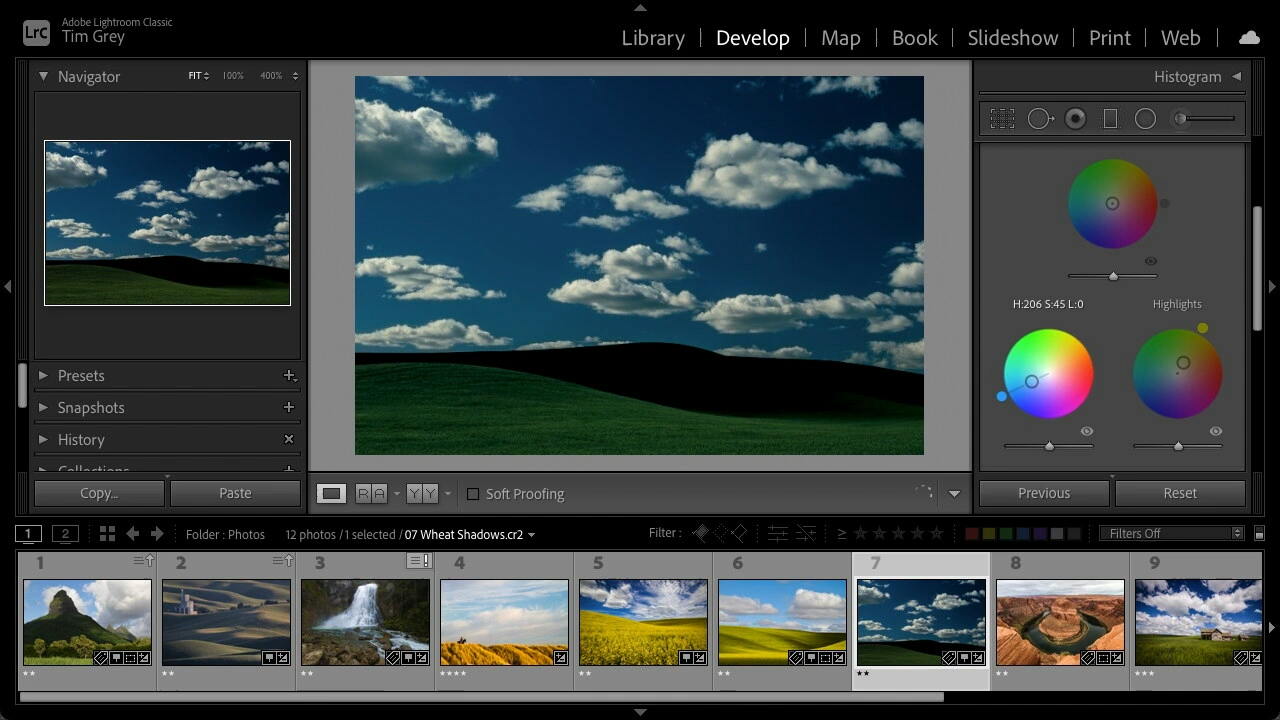 LrC
Adobe Lightroom Classic
Tim Grey
Library
Develop
Map
Book
Slideshow
Print
Web
Navigator
FIT
100%
400%
Histogram
H:206 S:45 L:0
Highlights
Presets
Snapshots
History
Collections
Copy...
Paste
R A
Y Y
Soft Proofing
Previous
Reset
1
2
Folder : Photos
12 photos / 1 selected / 07 Wheat Shadows.cr2
Filter :
Filters Off
1
2
3
4
5
6
7
8
9